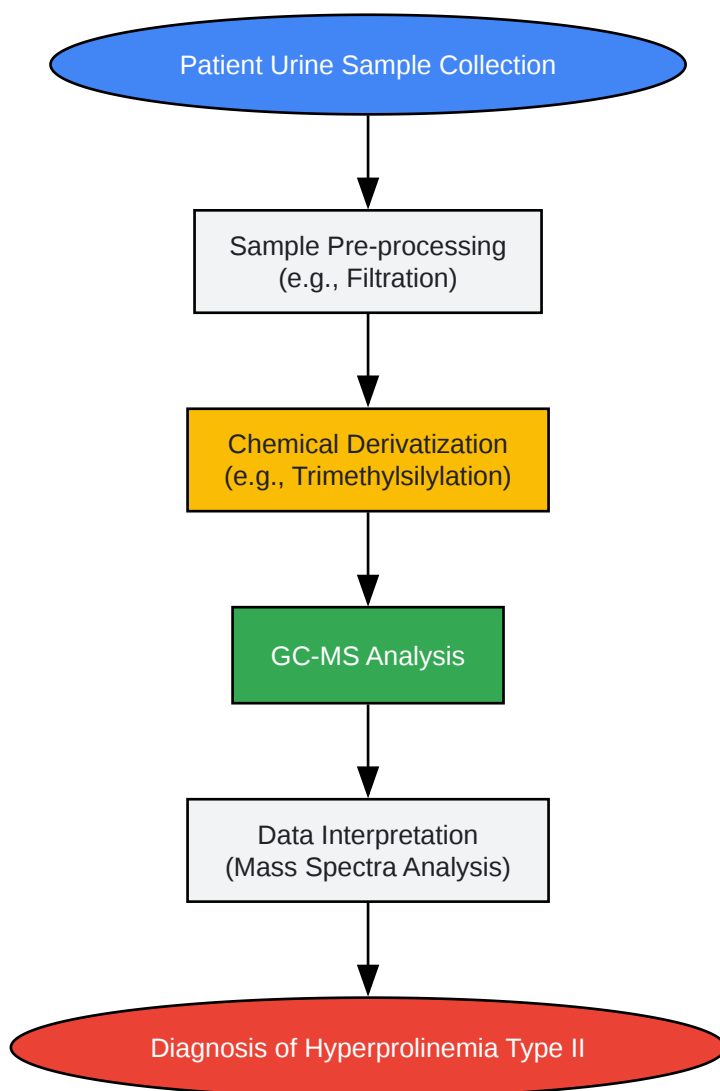 Patient Urine Sample Collection
Sample Pre-processing
(e.g., Filtration)
Chemical Derivatization
(e.g., Trimethylsilylation)
GC-MS Analysis
Data Interpretation
(Mass Spectra Analysis)
Diagnosis of Hyperprolinemia Type II